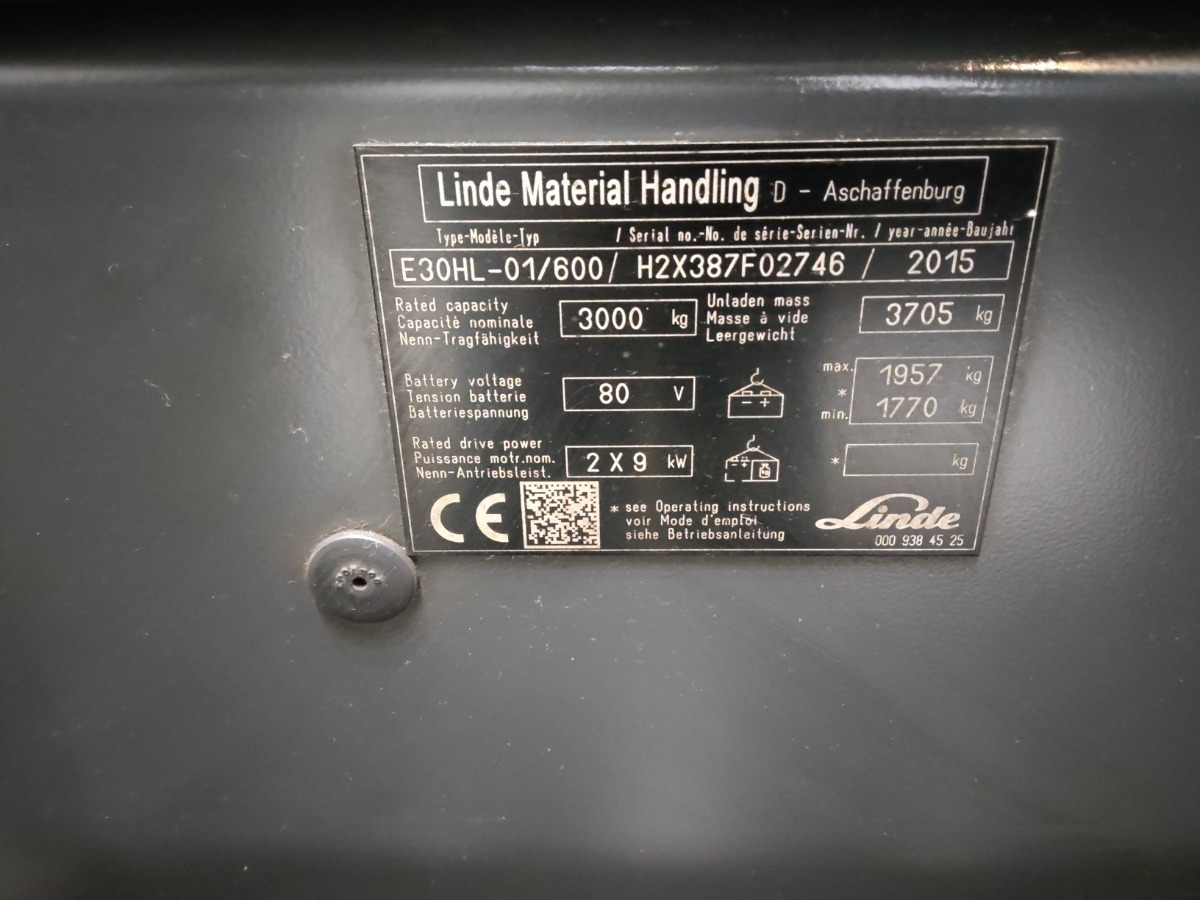 Linde Material Handling D - Aschaffenburg
Type-Modèle-Typ / Serial no.-No. de série-Serien-Nr. / year-année-Baujahr
E30HL-01/600/ H2X387F02746 / 2015
Rated capacity
Capacité nominale
Nenn-Tragfähigkeit
3000 kg
Unladen mass
Masse à vide
Leergewicht
3705 kg
Battery voltage
Tension batterie
Batteriespannung
80 V
- +
max. 1957 kg
*
min. 1770 kg
Rated drive power
Puissance motr.nom.
Nenn-Antriebsleist.
2 X 9 kW
- + kg
* kg
CE
* see Operating instructions
voir Mode d'emploi
siehe Betriebsanleitung
Linde
000 938 45 25